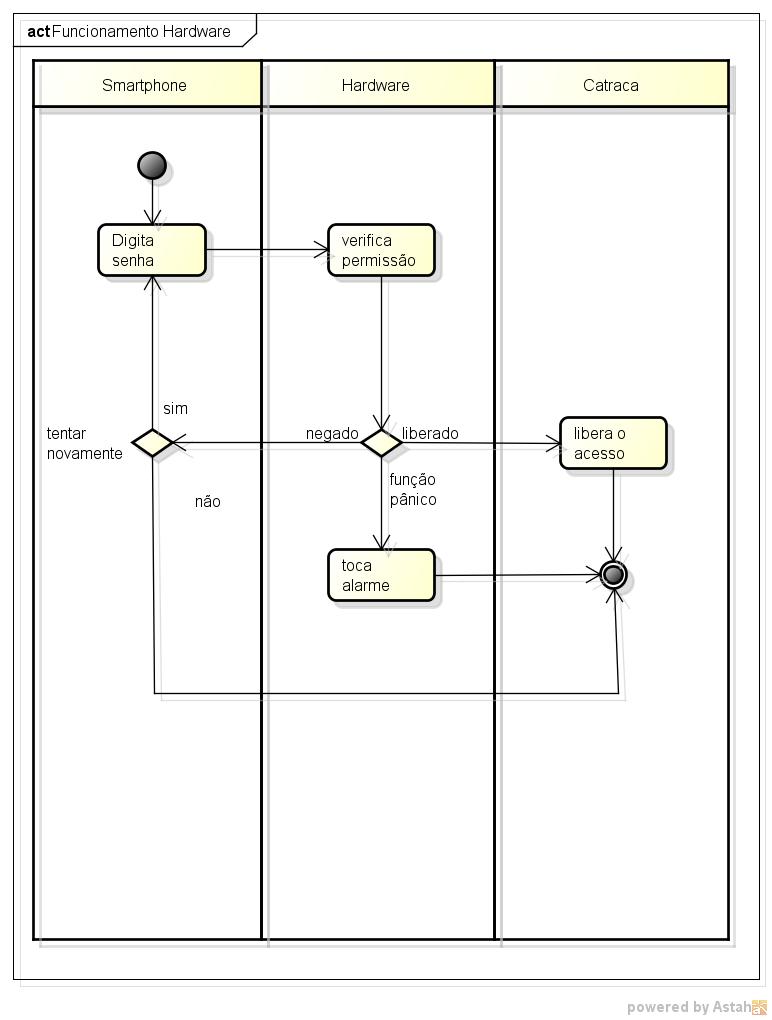 act Funcionamento Hardware
Smartphone
Hardware
Catraca
Digita
senha
verifica
permissão
sim
tentar
novamente
negado
liberado
libera o
acesso
função
pânico
não
toca
alarme
powered by Astah